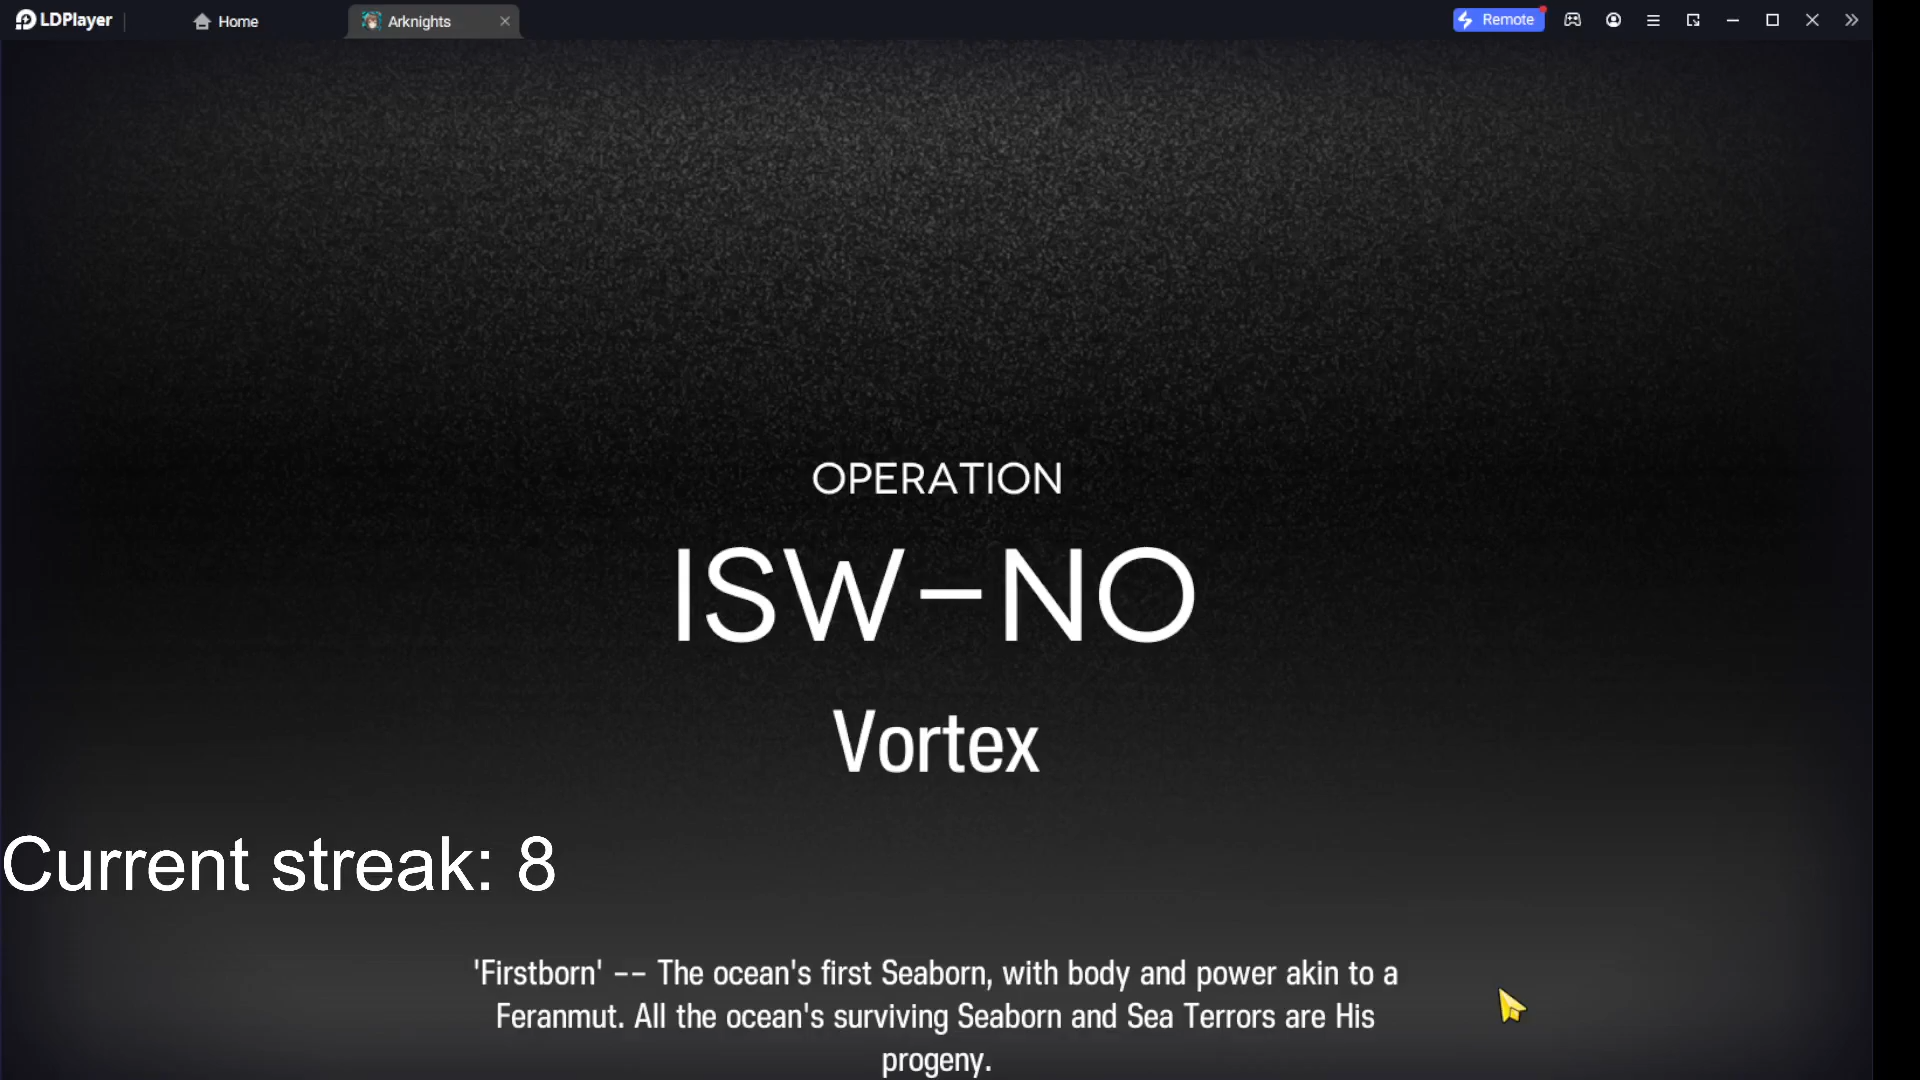 LDPlayer
Home
Arknights
Remote
OPERATION
ISW-NO
Vortex
Current streak: 8
'Firstborn' -- The ocean's first Seaborn, with body and power akin to a
Feranmut. All the ocean's surviving Seaborn and Sea Terrors are His
progeny.